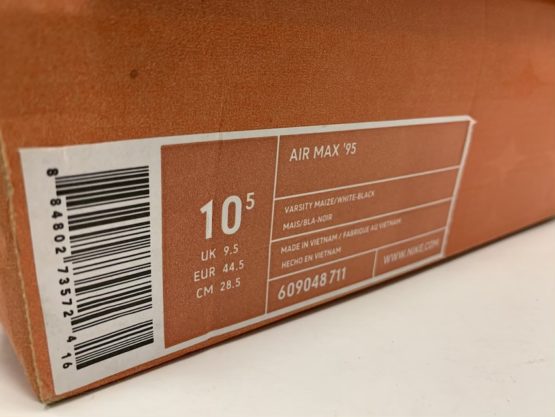 8 84802 73572 4 16
10 5
UK 9.5
EUR 44.5
CM 28.5
AIR MAX '95
VARSITY MAIZE/WHITE-BLACK
MAIS/BLA-NOIR
MADE IN VIETNAM / FABRIQUE AU VIETNAM
HECHO EN VIETNAM
609048 711
WWW.NIKE.COM